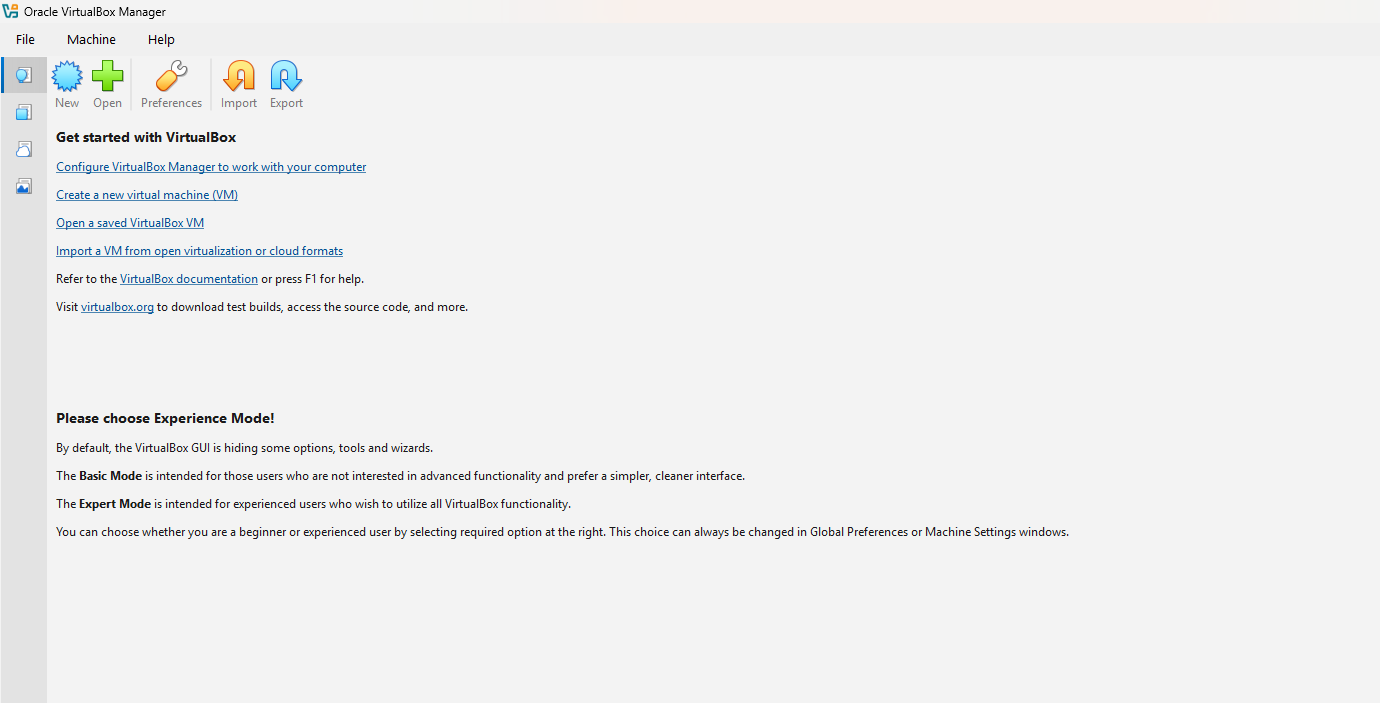 Oracle VirtualBox Manager
File Machine Help
New Open Preferences Import Export
Get started with VirtualBox
Configure VirtualBox Manager to work with your computer
Create a new virtual machine (VM)
Open a saved VirtualBox VM
Import a VM from open virtualization or cloud formats
Refer to the VirtualBox documentation or press F1 for help.
Visit virtualbox.org to download test builds, access the source code, and more.
Please choose Experience Mode!
By default, the VirtualBox GUI is hiding some options, tools and wizards.
The Basic Mode is intended for those users who are not interested in advanced functionality and prefer a simpler, cleaner interface.
The Expert Mode is intended for experienced users who wish to utilize all VirtualBox functionality.
You can choose whether you are a beginner or experienced user by selecting required option at the right. This choice can always be changed in Global Preferences or Machine Settings windows.